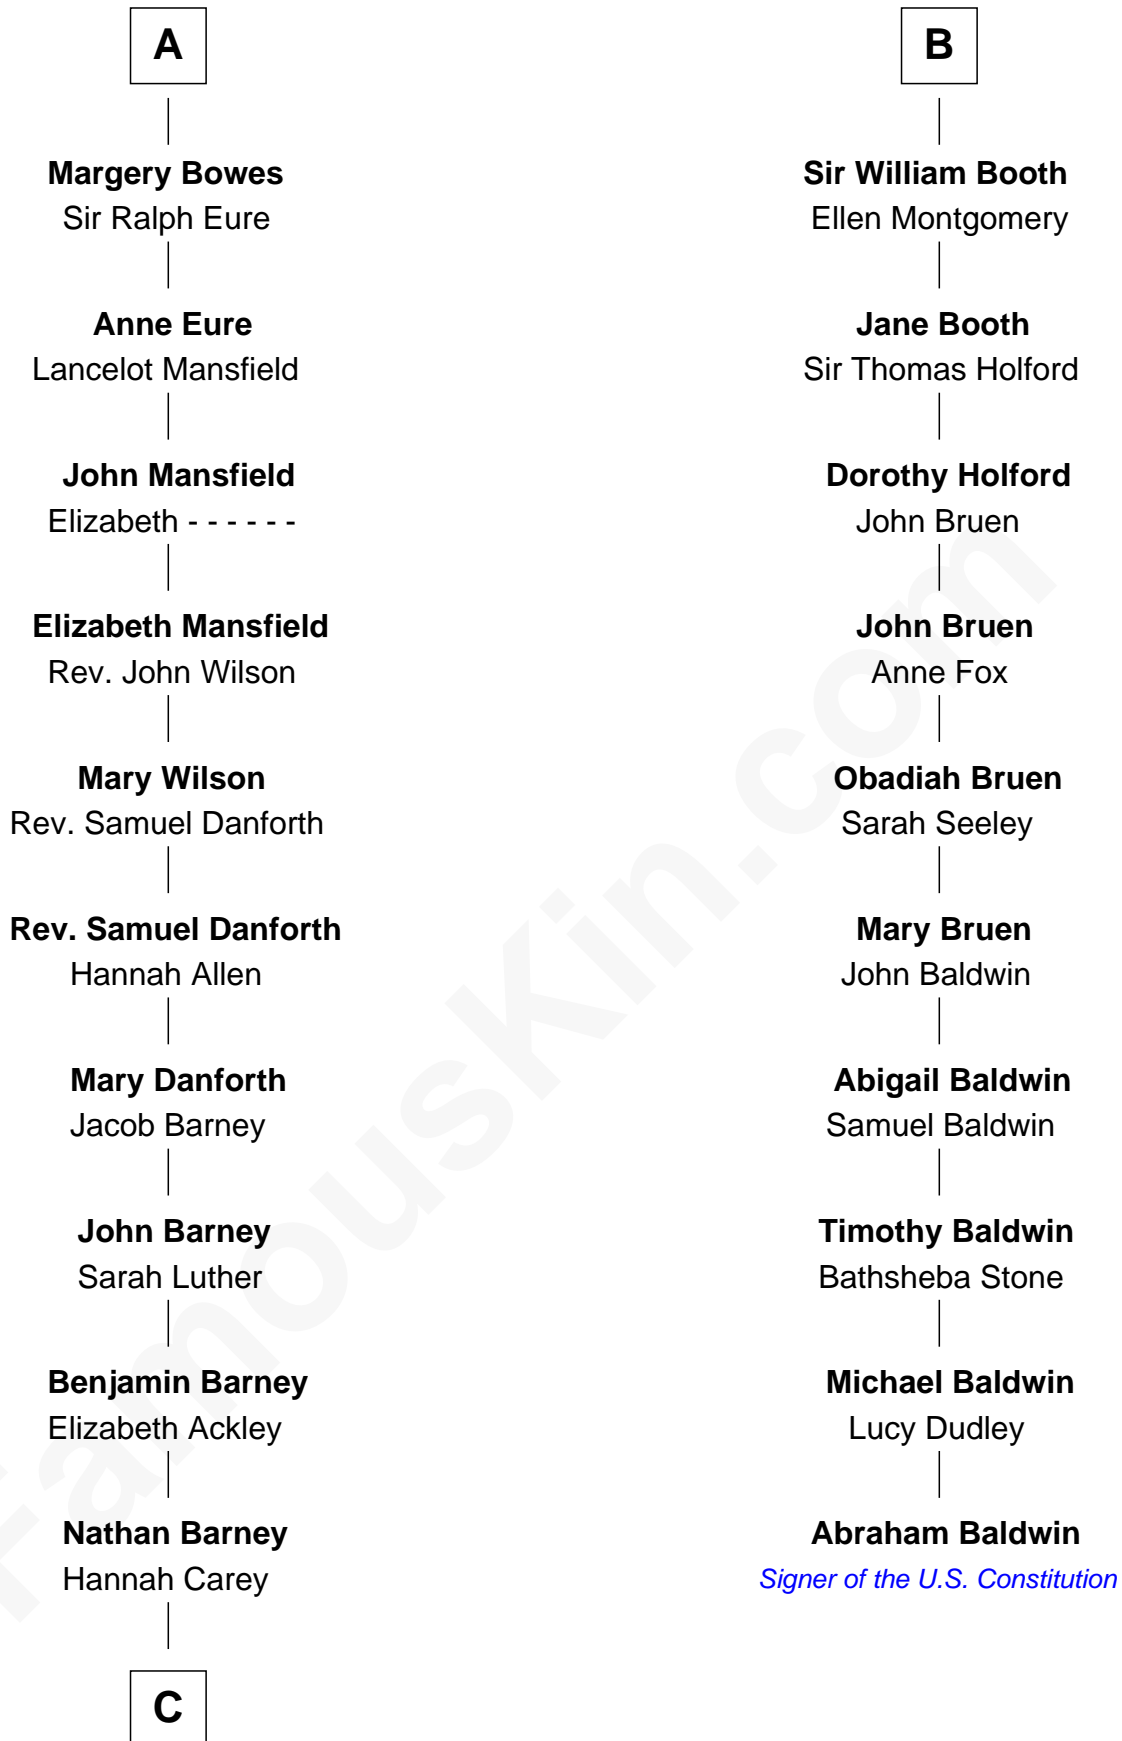 A
Margery Bowes
Sir Ralph Eure
Anne Eure
Lancelot Mansfield
John Mansfield
Elizabeth - - - - - -
Elizabeth Mansfield
Rev. John Wilson
Mary Wilson
Rev. Samuel Danforth
Rev. Samuel Danforth
Hannah Allen
Mary Danforth
Jacob Barney
John Barney
Sarah Luther
Benjamin Barney
Elizabeth Ackley
Nathan Barney
Hannah Carey
C
B
Sir William Booth
Ellen Montgomery
Jane Booth
Sir Thomas Holford
Dorothy Holford
John Bruen
John Bruen
Anne Fox
Obadiah Bruen
Sarah Seeley
Mary Bruen
John Baldwin
Abigail Baldwin
Samuel Baldwin
Timothy Baldwin
Bathsheba Stone
Michael Baldwin
Lucy Dudley
Abraham Baldwin
Signer of the U.S. Constitution
FamousKin.com